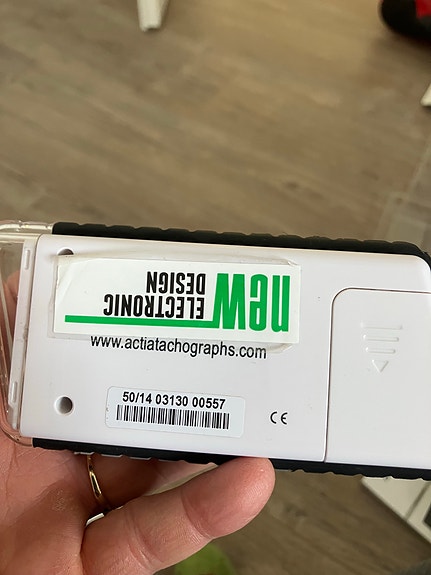 new ELECTRONIC
DESIGN
www.actiatachographs.com
50/14 03130 00557
CE